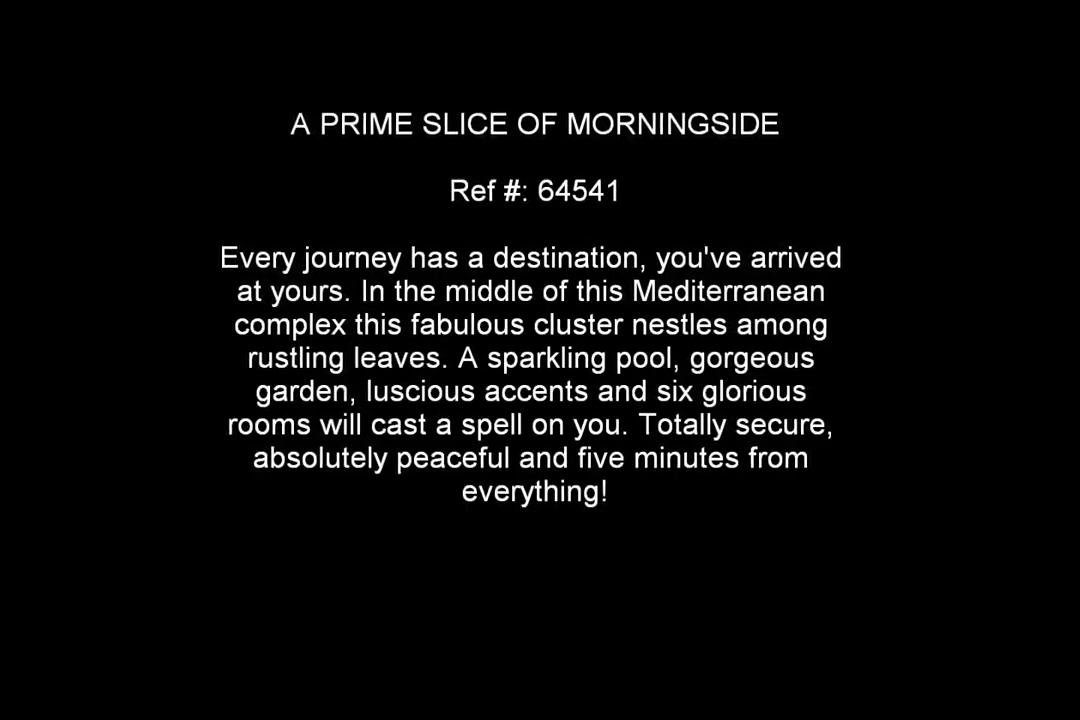 A PRIME SLICE OF MORNINGSIDE
Ref #: 64541
Every journey has a destination, you've arrived
at yours. In the middle of this Mediterranean
complex this fabulous cluster nestles among
rustling leaves. A sparkling pool, gorgeous
garden, luscious accents and six glorious
rooms will cast a spell on you. Totally secure,
absolutely peaceful and five minutes from
everything!